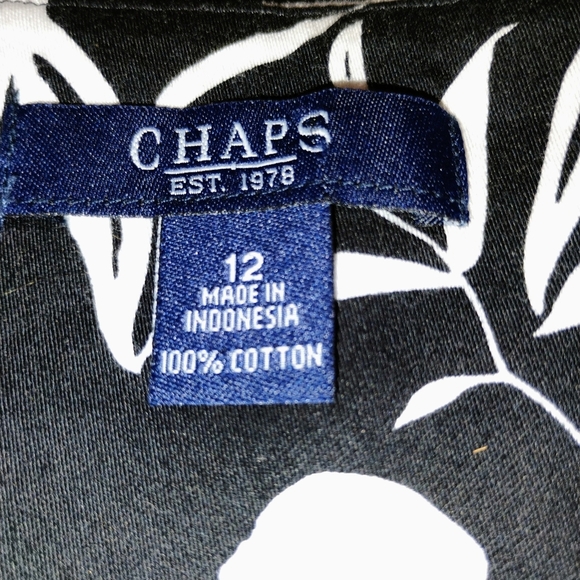 CHAPS
EST. 1978
12
MADE IN
INDONESIA
100% COTTON